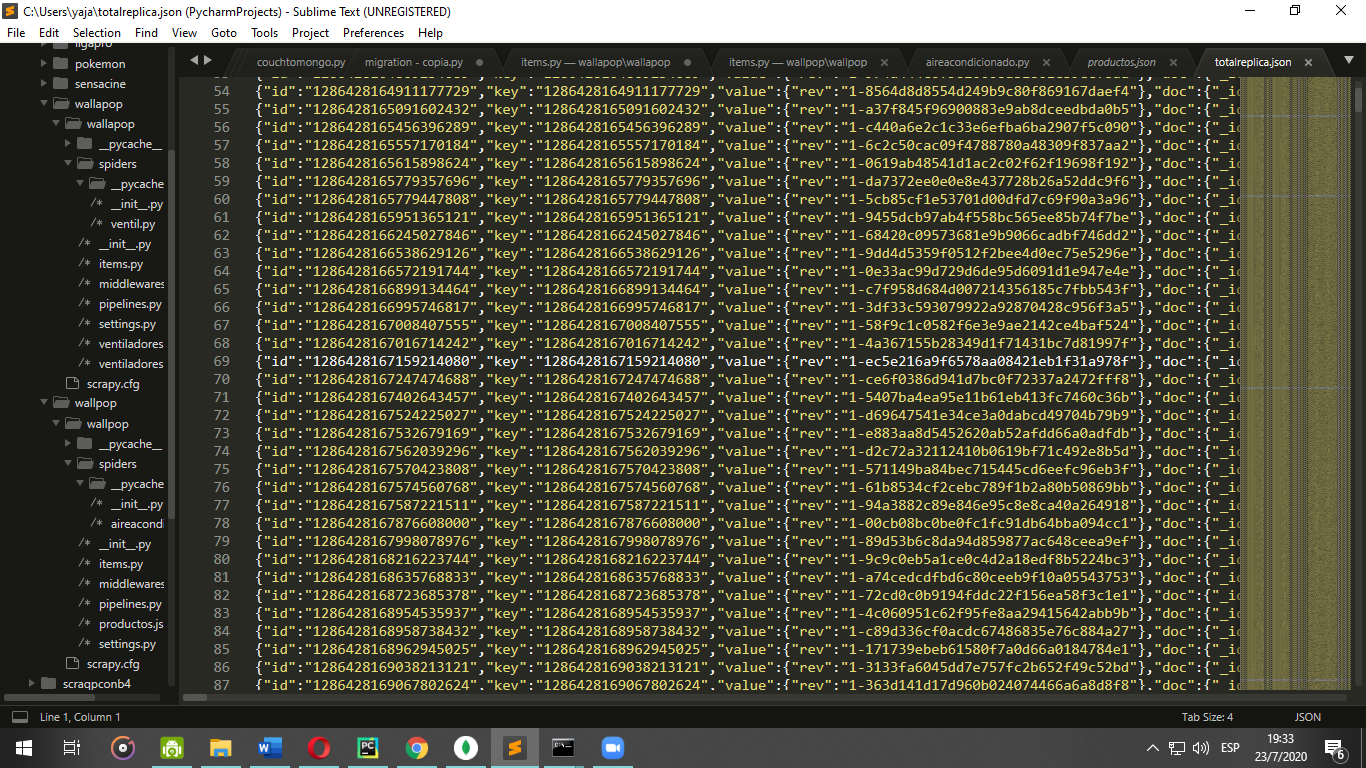 C:\Users\yaja\totalreplica.json (PycharmProjects) - Sublime Text (UNREGISTERED)
File Edit Selection Find View Goto Tools Project Preferences Help
couchtomongo.py migration - copia.py items.py — wallapop\wallapop items.py — wallpop\wallpop aireacondicionado.py productos.json totalreplica.json
ligapro
pokemon
sensacine
wallapop
wallapop
__pycache__
spiders
__pycache
/* __init__.py
/* ventil.py
/* __init__.py
/* items.py
/* middlewares
/* pipelines.py
/* settings.py
/* ventiladores
/* ventiladores
scrapy.cfg
wallpop
wallpop
__pycache__
spiders
__pycache
/* __init__.py
/* aireacondi
/* __init__.py
/* items.py
/* middlewares
/* pipelines.py
/* productos.js
/* settings.py
scrapy.cfg
scrappconb4
54 {"id":"1286428164911177729","key":"1286428164911177729","value":{"rev":"1-8564d8d8554d249b9c80f869167daef4"},"doc":{"_id
55 {"id":"1286428165091602432","key":"1286428165091602432","value":{"rev":"1-a37f845f96900883e9ab8dceedbda0b5"},"doc":{"_id
56 {"id":"1286428165456396289","key":"1286428165456396289","value":{"rev":"1-c440a6e2c1c33e6efba6ba2907f5c090"},"doc":{"_id
57 {"id":"1286428165557170184","key":"1286428165557170184","value":{"rev":"1-6c2c50cac09f4788780a48309f837aa2"},"doc":{"_id
58 {"id":"1286428165615898624","key":"1286428165615898624","value":{"rev":"1-0619ab48541d1ac2c02f62f19698f192"},"doc":{"_id
59 {"id":"1286428165779357696","key":"1286428165779357696","value":{"rev":"1-da7372ee0e0e8e437728b26a52ddc9f6"},"doc":{"_id
60 {"id":"1286428165779447808","key":"1286428165779447808","value":{"rev":"1-5cb85cf1e53701d00dfd7c69f90a3a96"},"doc":{"_id
61 {"id":"1286428165951365121","key":"1286428165951365121","value":{"rev":"1-9455dcb97ab4f558bc565ee85b74f7be"},"doc":{"_id
62 {"id":"1286428166245027846","key":"1286428166245027846","value":{"rev":"1-68420c09573681e9b9066cadbf746dd2"},"doc":{"_id
63 {"id":"1286428166538629126","key":"1286428166538629126","value":{"rev":"1-9dd4d5359f0512f2bee4d0ec75e5296e"},"doc":{"_id
64 {"id":"1286428166572191744","key":"1286428166572191744","value":{"rev":"1-0e33ac99d729d6de95d6091d1e947e4e"},"doc":{"_id
65 {"id":"1286428166899134464","key":"1286428166899134464","value":{"rev":"1-c7f958d684d007214356185c7fbb543f"},"doc":{"_id
66 {"id":"1286428166995746817","key":"1286428166995746817","value":{"rev":"1-3df33c593079922a92870428c956f3a5"},"doc":{"_id
67 {"id":"1286428167008407555","key":"1286428167008407555","value":{"rev":"1-58f9c1c0582f6e3e9ae2142ce4baf524"},"doc":{"_id
68 {"id":"1286428167016714242","key":"1286428167016714242","value":{"rev":"1-4a367155b28349d1f71431bc7d81997f"},"doc":{"_id
69 {"id":"1286428167159214080","key":"1286428167159214080","value":{"rev":"1-ec5e216a9f6578aa08421eb1f31a978f"},"doc":{"_id
70 {"id":"1286428167247474688","key":"1286428167247474688","value":{"rev":"1-ce6f0386d941d7bc0f72337a2472fff8"},"doc":{"_id
71 {"id":"1286428167402643457","key":"1286428167402643457","value":{"rev":"1-5407ba4ea95e11b61eb413fc7460c36b"},"doc":{"_id
72 {"id":"1286428167524225027","key":"1286428167524225027","value":{"rev":"1-d69647541e34ce3a0dabcd49704b79b9"},"doc":{"_id
73 {"id":"1286428167532679169","key":"1286428167532679169","value":{"rev":"1-e883aa8d5452620ab52afdd66a0adfdb"},"doc":{"_id
74 {"id":"1286428167562039296","key":"1286428167562039296","value":{"rev":"1-d2c72a32112410b0619bf71c492e8b5d"},"doc":{"_id
75 {"id":"1286428167570423808","key":"1286428167570423808","value":{"rev":"1-571149ba84bec715445cd6eefc96eb3f"},"doc":{"_id
76 {"id":"1286428167574560768","key":"1286428167574560768","value":{"rev":"1-61b8534cf2cebc789f1b2a80b50869bb"},"doc":{"_id
77 {"id":"1286428167587221511","key":"1286428167587221511","value":{"rev":"1-94a3882c89e846e95c8e8ca40a264918"},"doc":{"_id
78 {"id":"1286428167876608000","key":"1286428167876608000","value":{"rev":"1-00cb08bc0be0fc1fc91db64bba094cc1"},"doc":{"_id
79 {"id":"1286428167998078976","key":"1286428167998078976","value":{"rev":"1-89d53b6c8da94d859877ac648ceea9ef"},"doc":{"_id
80 {"id":"1286428168216223744","key":"1286428168216223744","value":{"rev":"1-9c9c0eb5a1ce0c4d2a18edf8b5224bc3"},"doc":{"_id
81 {"id":"1286428168635768833","key":"1286428168635768833","value":{"rev":"1-a74cedcdfbd6c80ceeb9f10a05543753"},"doc":{"_id
82 {"id":"1286428168723685378","key":"1286428168723685378","value":{"rev":"1-72cd0c0b9194fddc22f156ea58f3c1e1"},"doc":{"_id
83 {"id":"1286428168954535937","key":"1286428168954535937","value":{"rev":"1-4c060951c62f95fe8aa29415642abb9b"},"doc":{"_id
84 {"id":"1286428168958738432","key":"1286428168958738432","value":{"rev":"1-c89d336cf0acdc67486835e76c884a27"},"doc":{"_id
85 {"id":"1286428168962945025","key":"1286428168962945025","value":{"rev":"1-171739ebeb61580f7a0d66a0184784e1"},"doc":{"_id
86 {"id":"1286428169038213121","key":"1286428169038213121","value":{"rev":"1-3133fa6045dd7e757fc2b652f49c52bd"},"doc":{"_id
87 {"id":"1286428169067802624","key":"1286428169067802624","value":{"rev":"1-363d141d17d960b024074466a6a8d8f8"},"doc":{"_id
Line 1, Column 1 Tab Size: 4 JSON
ESP 19:33
23/7/2020 6